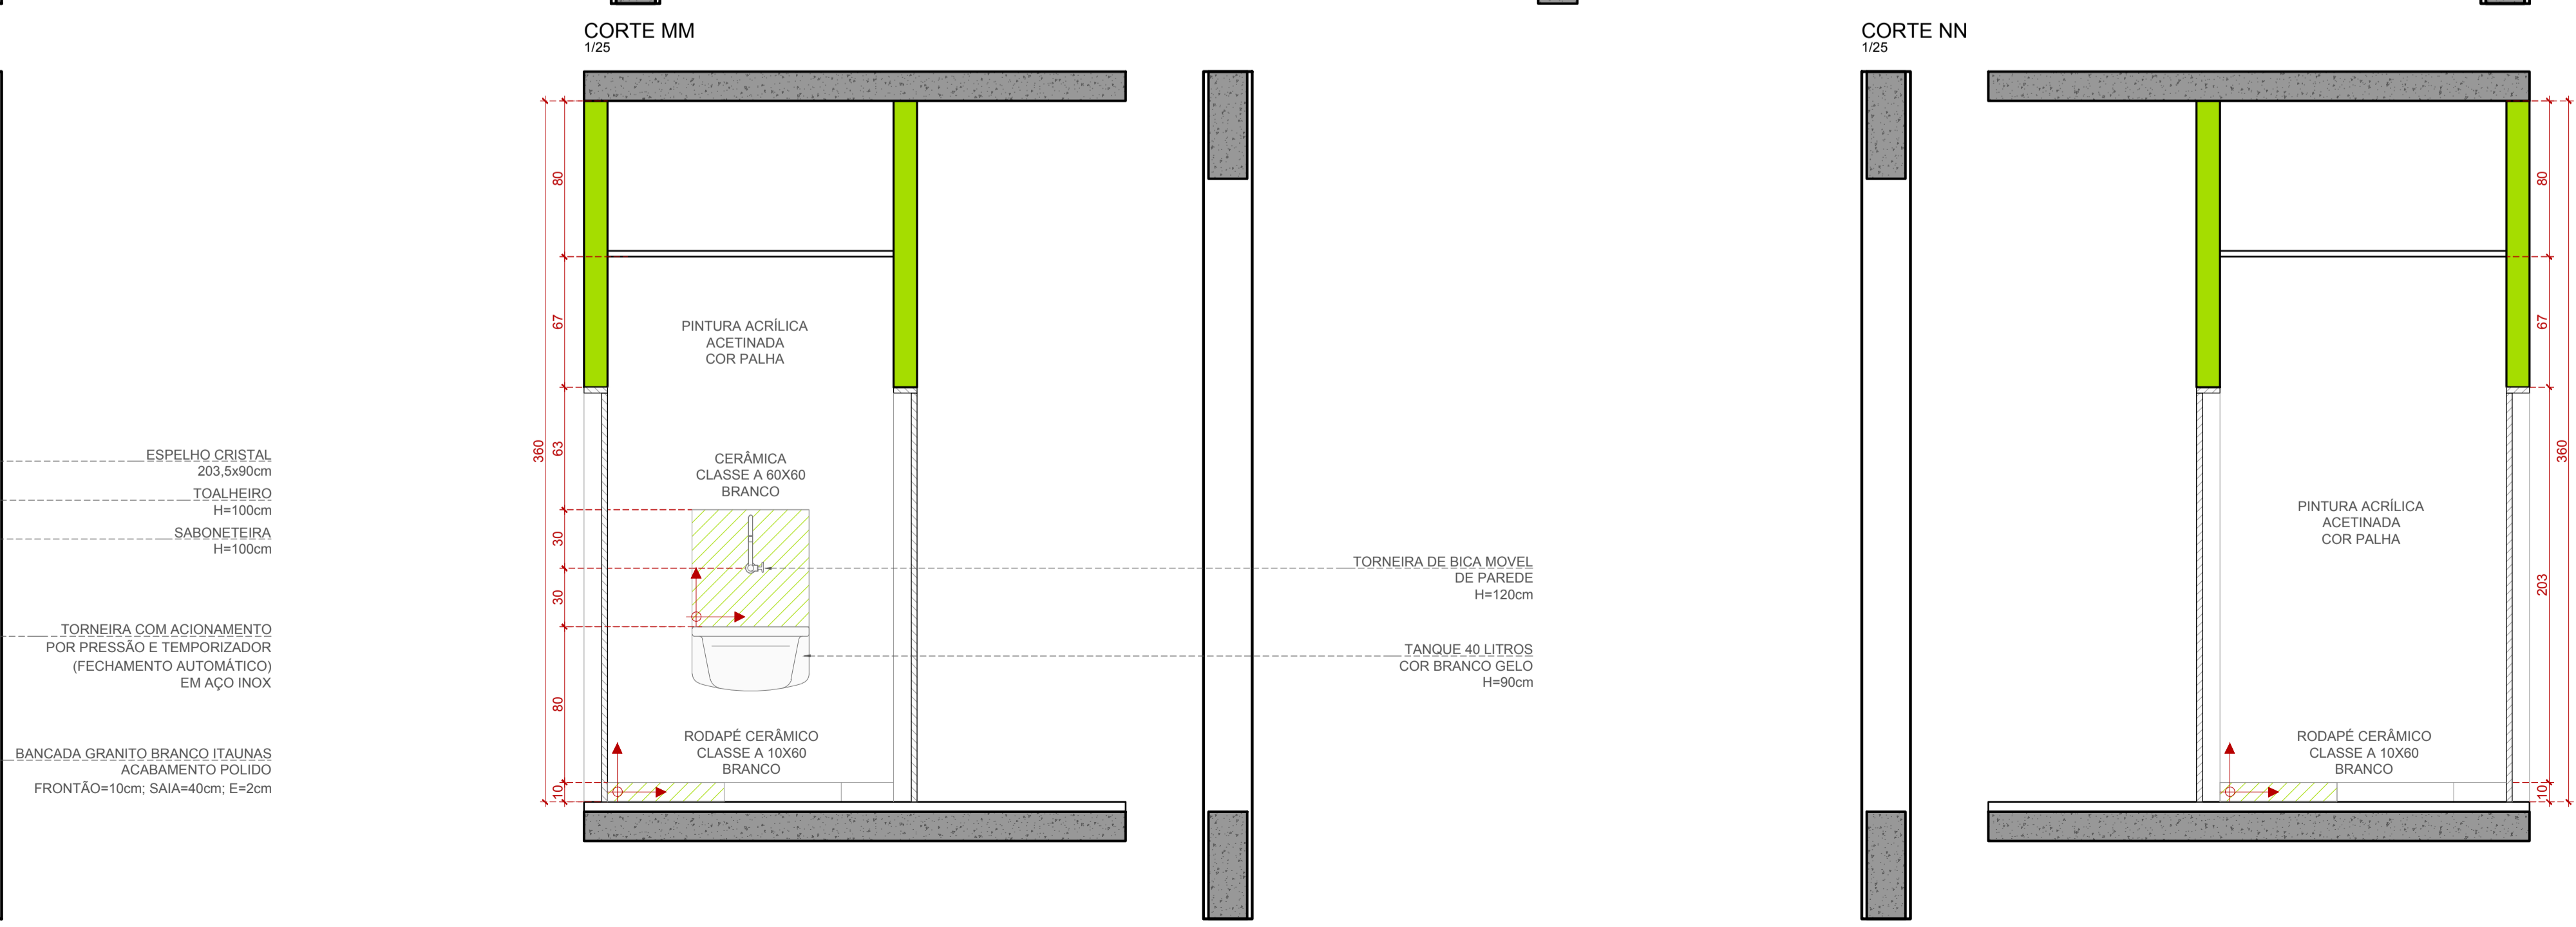 CORTE MM
1/25
CORTE NN
1/25
ESPELHO CRISTAL
203,5x90cm
TOALHEIRO
H=100cm
SABONETEIRA
H=100cm
TORNEIRA COM ACIONAMENTO
POR PRESSÃO E TEMPORIZADOR
(FECHAMENTO AUTOMÁTICO)
EM AÇO INOX
BANCADA GRANITO BRANCO ITAUNAS
ACABAMENTO POLIDO
FRONTÃO=10cm; SAIA=40cm; E=2cm
360
80
67
63
30
30
80
10
PINTURA ACRÍLICA
ACETINADA
COR PALHA
CERÂMICA
CLASSE A 60X60
BRANCO
RODAPÉ CERÂMICO
CLASSE A 10X60
BRANCO
TORNEIRA DE BICA MOVEL
DE PAREDE
H=120cm
TANQUE 40 LITROS
COR BRANCO GELO
H=90cm
PINTURA ACRÍLICA
ACETINADA
COR PALHA
RODAPÉ CERÂMICO
CLASSE A 10X60
BRANCO
80
67
203
10
360